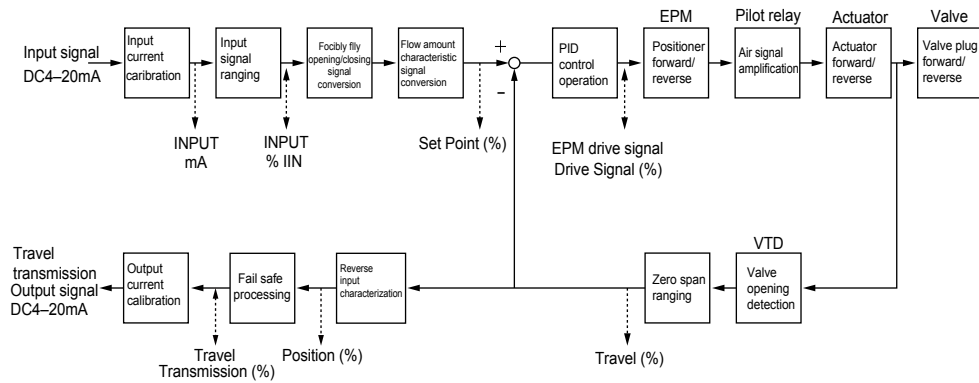 EPM
Pilot relay
Actuator
Valve
Input signal
DC4–20mA
Input
current
caribration
Input
signal
ranging
Focibly flly
opening/closing
signal
conversion
Flow amount
characteristic
signal
conversion
+
-
PID
control
operation
Positioner
forward/
reverse
Air signal
amplification
Actuator
forward/
reverse
Valve plug
forward/
reverse
INPUT
mA
INPUT
% IIN
Set Point (%)
EPM drive signal
Drive Signal (%)
Travel
transmission
Output signal
DC4–20mA
Output
current
calibration
Fail safe
processing
Reverse
input
characterization
Zero span
ranging
VTD
Valve
opening
detection
Travel
Transmission (%)
Position (%)
Travel (%)